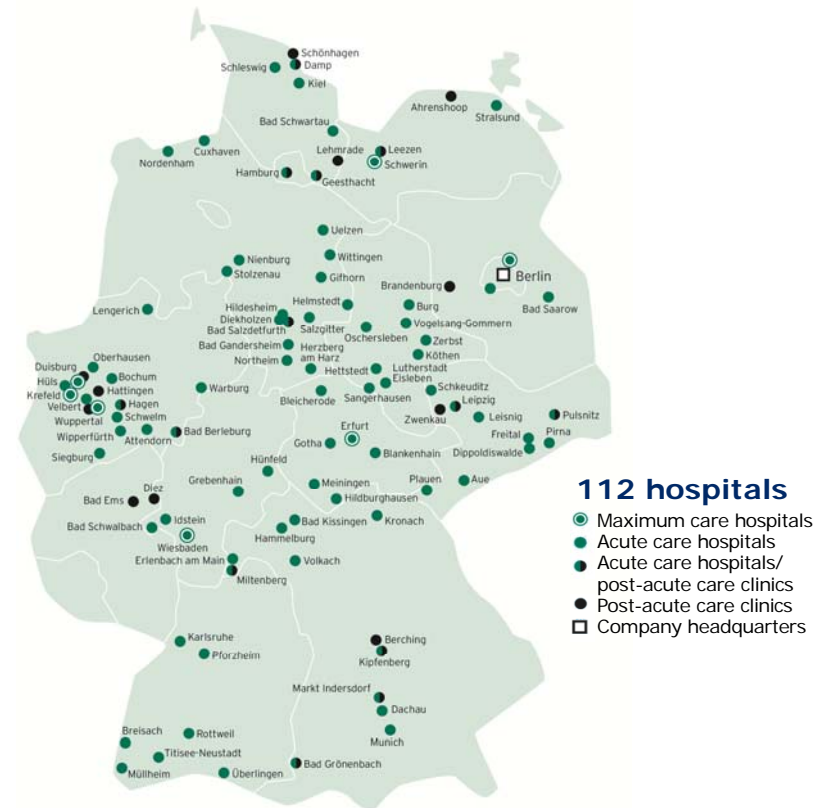 Schönhagen
Schleswig
Damp
Kiel
Ahrenshoop
Stralsund
Bad Schwartau
Cuxhaven
Nordenham
Lehmrade
Leezen
Schwerin
Hamburg
Geesthacht
Uelzen
Nienburg
Wittingen
Stolzenau
Gifhorn
Berlin
Brandenburg
Bad Saarow
Lengerich
Hildesheim
Helmstedt
Burg
Diekholzen
Bad Salzdetfurth
Salzgitter
Oschersleben
Vogelsang-Gommern
Bad Gandersheim
Herzberg
am Harz
Zerbst
Northeim
Köthen
Hettstedt
Lutherstadt
Eisleben
Oberhausen
Duisburg
Bochum
Hüls
Hattingen
Krefeld
Hagen
Velbert
Schwelm
Wuppertal
Wipperfürth
Attendorn
Bad Berleburg
Siegburg
Warburg
Bleicherode
Sangerhausen
Schkeuditz
Leipzig
Zwenkau
Leisnig
Pulsnitz
Freital
Pirna
Dippoldiswalde
Erfurt
Gotha
Blankenhain
Hünfeld
Grebenhain
Meiningen
Plauen
Aue
Hildburghausen
Diez
Bad Ems
Idstein
Bad Schwalbach
Bad Kissingen
Kronach
Hammelburg
Wiesbaden
Erlenbach am Main
Volkach
Miltenberg
Karlsruhe
Pforzheim
Berching
Kipfenberg
Markt Indersdorf
Dachau
Munich
Breisach
Rottweil
Titisee-Neustadt
Müllheim
Überlingen
Bad Grönenbach
112 hospitals
Maximum care hospitals
Acute care hospitals
Acute care hospitals/
post-acute care clinics
Post-acute care clinics
Company headquarters